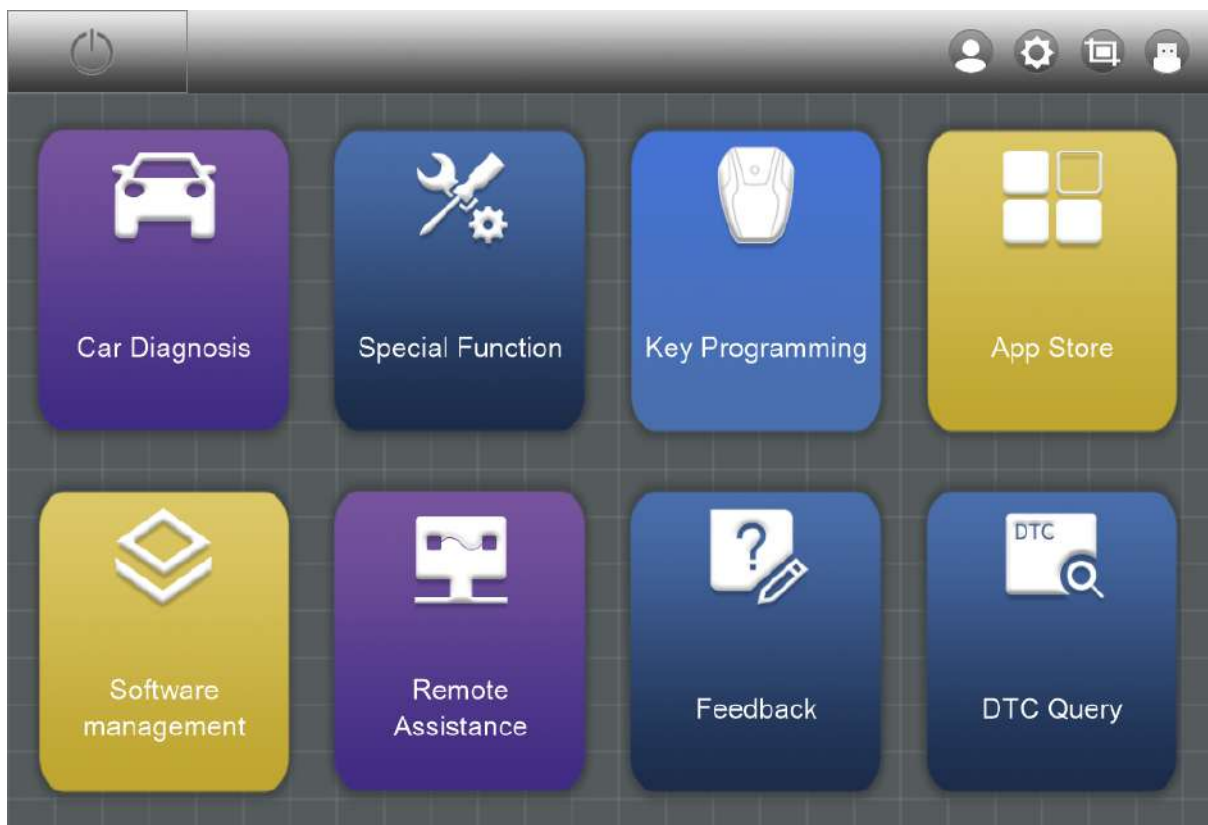 Car Diagnosis
Special Function
Key Programming
App Store
Software
management
Remote
Assistance
Feedback
DTC
DTC Query